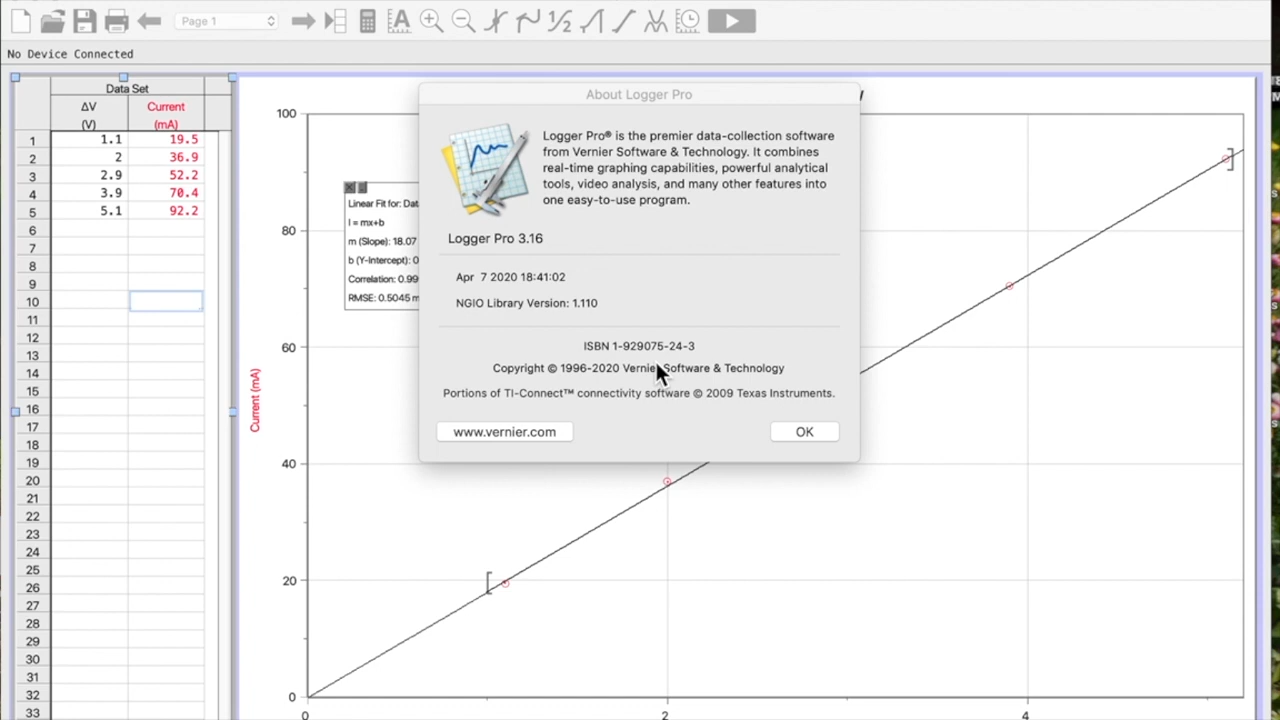 Page 1
No Device Connected
Data Set
ΔV Current
(V) (mA)
1 1.1 19.5
2 2 36.9
3 2.9 52.2
4 3.9 70.4
5 5.1 92.2
6
7
8
9
10
11
12
13
14
15
16
17
18
19
20
21
22
23
24
25
26
27
28
29
30
31
32
33
100
80
60
40
20
0
Current (mA)
0 2 4
Linear Fit for: Dat
I = mx+b
m (Slope): 18.07
b (Y-Intercept): 0
Correlation: 0.99
RMSE: 0.5045 m
About Logger Pro
Logger Pro® is the premier data-collection software
from Vernier Software & Technology. It combines
real-time graphing capabilities, powerful analytical
tools, video analysis, and many other features into
one easy-to-use program.
Logger Pro 3.16
Apr 7 2020 18:41:02
NGIO Library Version: 1.110
ISBN 1-929075-24-3
Copyright © 1996-2020 Vernier Software & Technology
Portions of TI-Connect™ connectivity software © 2009 Texas Instruments.
www.vernier.com OK